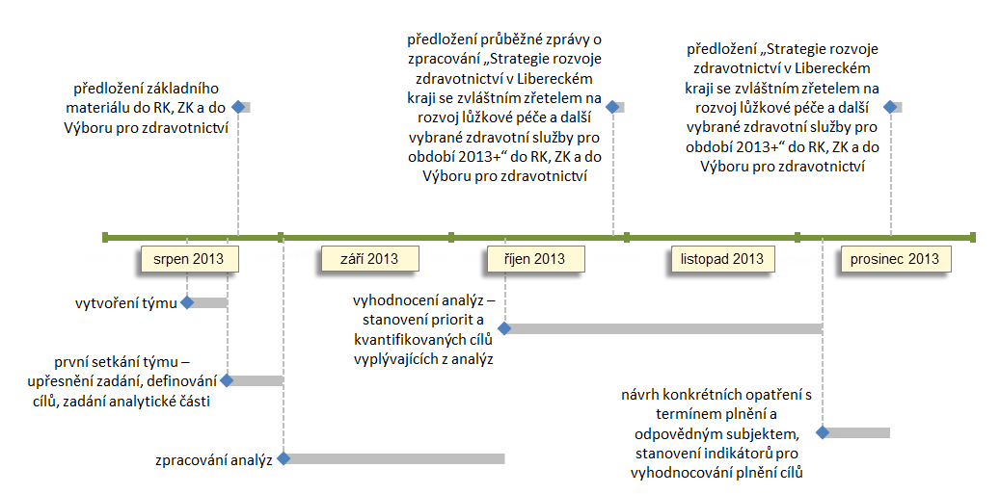 předložení základního
materiálu do RK, ZK a do
Výboru pro zdravotnictví
předložení průběžné zprávy o
zpracování „Strategie rozvoje
zdravotnictví v Libereckém
kraji se zvláštním zřetelem na
rozvoj lůžkové péče a další
vybrané zdravotní služby pro
období 2013+“ do RK, ZK a do
Výboru pro zdravotnictví
předložení „Strategie rozvoje
zdravotnictví v Libereckém
kraji se zvláštním zřetelem na
rozvoj lůžkové péče a další
vybrané zdravotní služby pro
období 2013+“ do RK, ZK a do
Výboru pro zdravotnictví
srpen 2013
září 2013
říjen 2013
listopad 2013
prosinec 2013
vytvoření týmu
první setkání týmu –
upřesnění zadání, definování
cílů, zadání analytické části
zpracování analýz
vyhodnocení analýz –
stanovení priorit a
kvantifikovaných cílů
vyplývajících z analýz
návrh konkrétních opatření s
termínem plnění a
odpovědným subjektem,
stanovení indikátorů pro
vyhodnocování plnění cílů